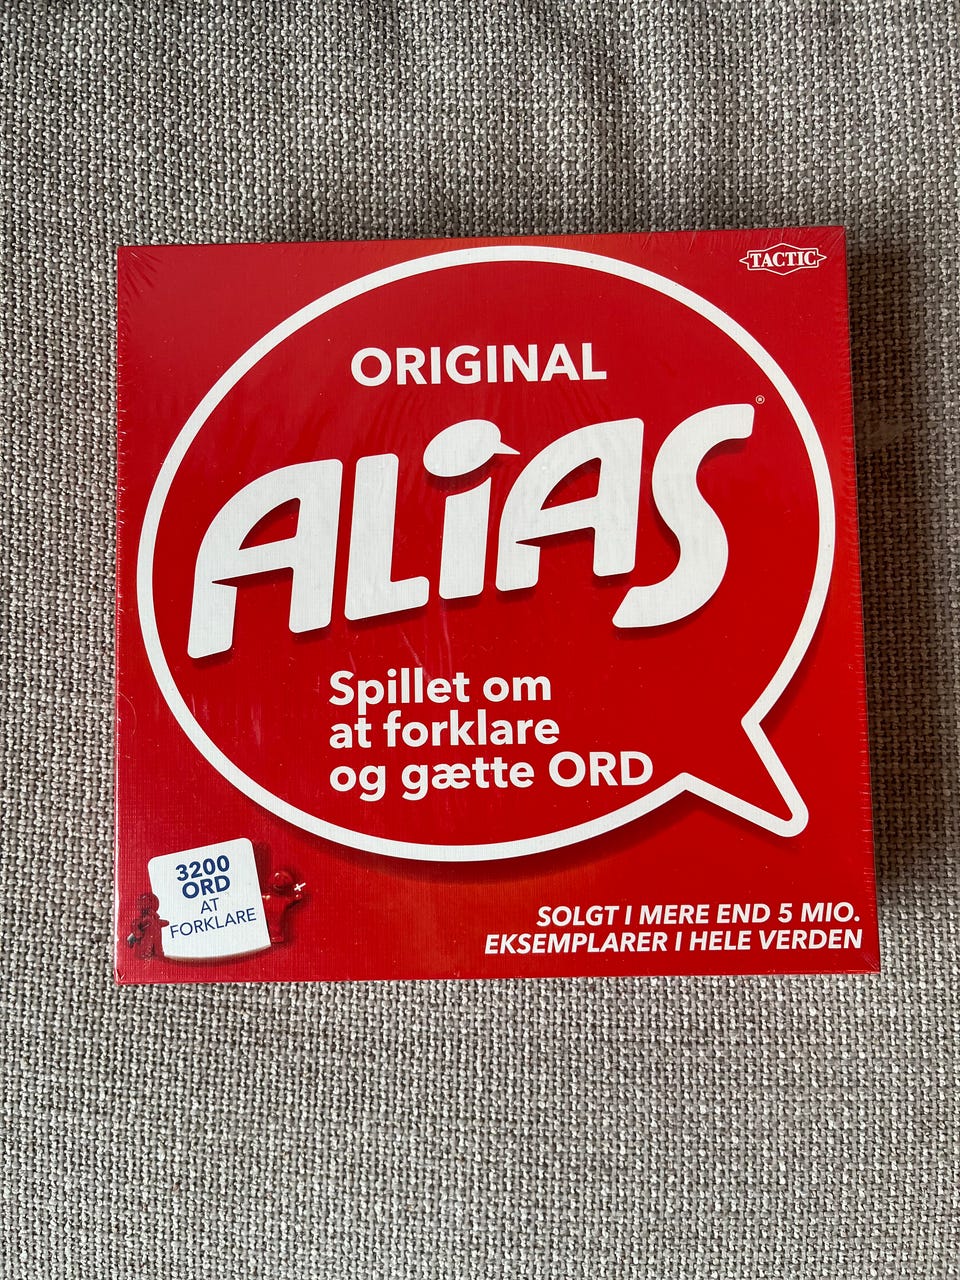 TACTIC
ORIGINAL
ALiAS®
Spillet om
at forklare
og gætte ORD
3200
ORD
AT
FORKLARE
SOLGT I MERE END 5 MIO.
EKSEMPLARER I HELE VERDEN